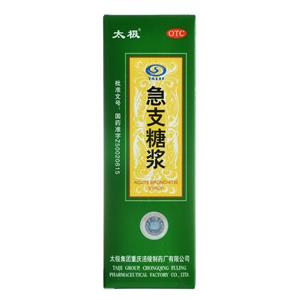 太极
OTC
TAIJI
批准文号：国药准字Z50020615
急支糖浆
ACUTE BRONCHITIS
SYRUP
太极集团重庆涪陵制药厂有限公司
TAIJI GROUP CHONGQING FULING
PHARMACEUTICAL FACTORY CO., LTD.